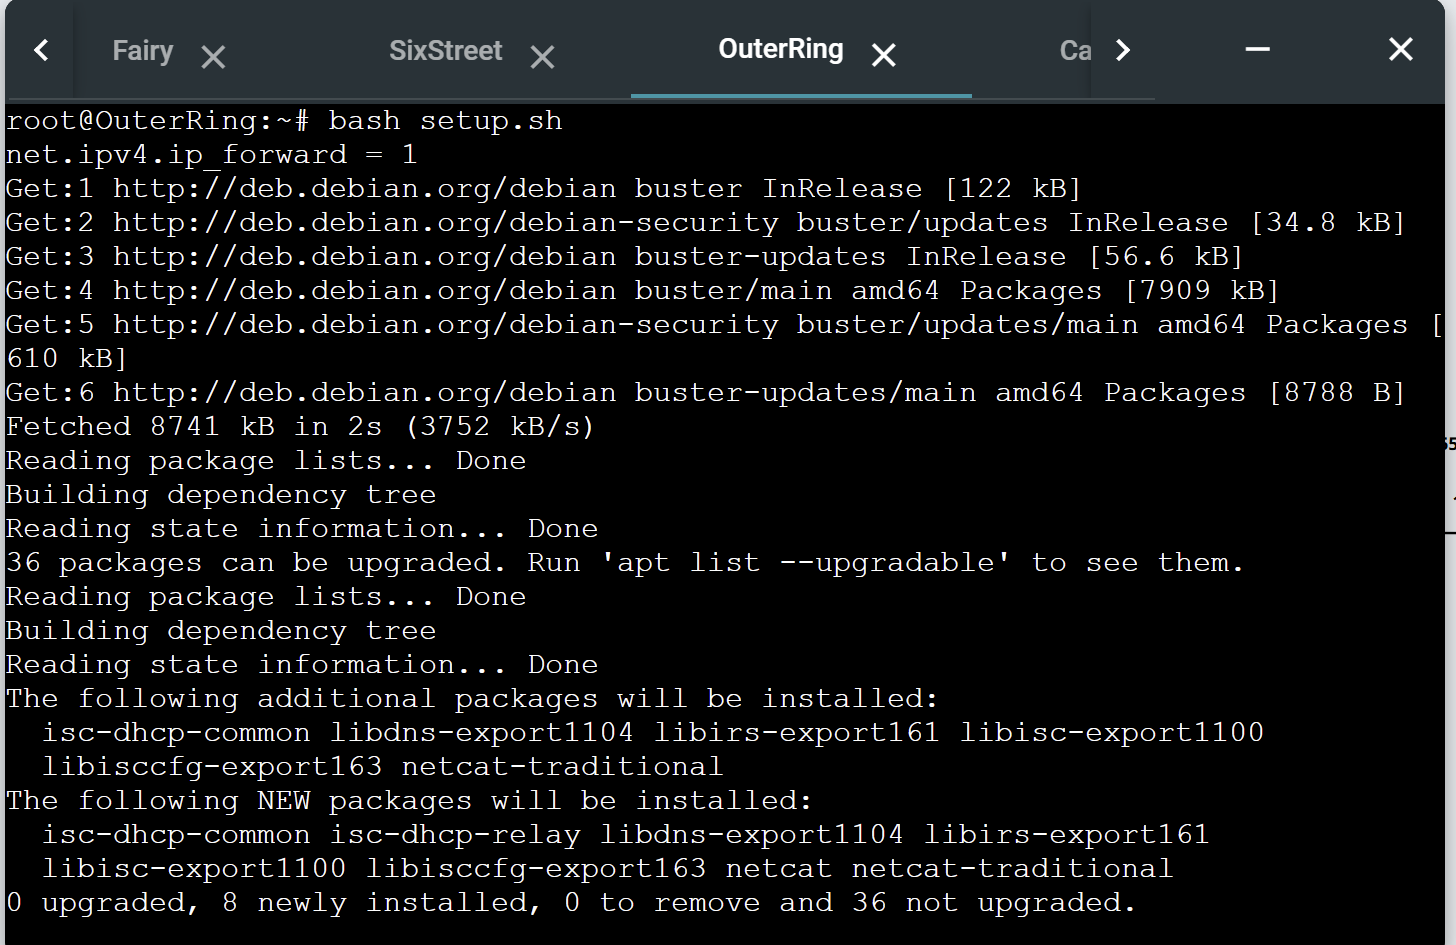 Fairy SixStreet OuterRing Ca
root@OuterRing:~# bash setup.sh
net.ipv4.ip_forward = 1
Get:1 http://deb.debian.org/debian buster InRelease [122 kB]
Get:2 http://deb.debian.org/debian-security buster/updates InRelease [34.8 kB]
Get:3 http://deb.debian.org/debian buster-updates InRelease [56.6 kB]
Get:4 http://deb.debian.org/debian buster/main amd64 Packages [7909 kB]
Get:5 http://deb.debian.org/debian-security buster/updates/main amd64 Packages [
610 kB]
Get:6 http://deb.debian.org/debian buster-updates/main amd64 Packages [8788 B]
Fetched 8741 kB in 2s (3752 kB/s)
Reading package lists... Done
Building dependency tree
Reading state information... Done
36 packages can be upgraded. Run 'apt list --upgradable' to see them.
Reading package lists... Done
Building dependency tree
Reading state information... Done
The following additional packages will be installed:
  isc-dhcp-common libdns-export1104 libirs-export161 libisc-export1100
  libisccfg-export163 netcat-traditional
The following NEW packages will be installed:
  isc-dhcp-common isc-dhcp-relay libdns-export1104 libirs-export161
  libisc-export1100 libisccfg-export163 netcat netcat-traditional
0 upgraded, 8 newly installed, 0 to remove and 36 not upgraded.